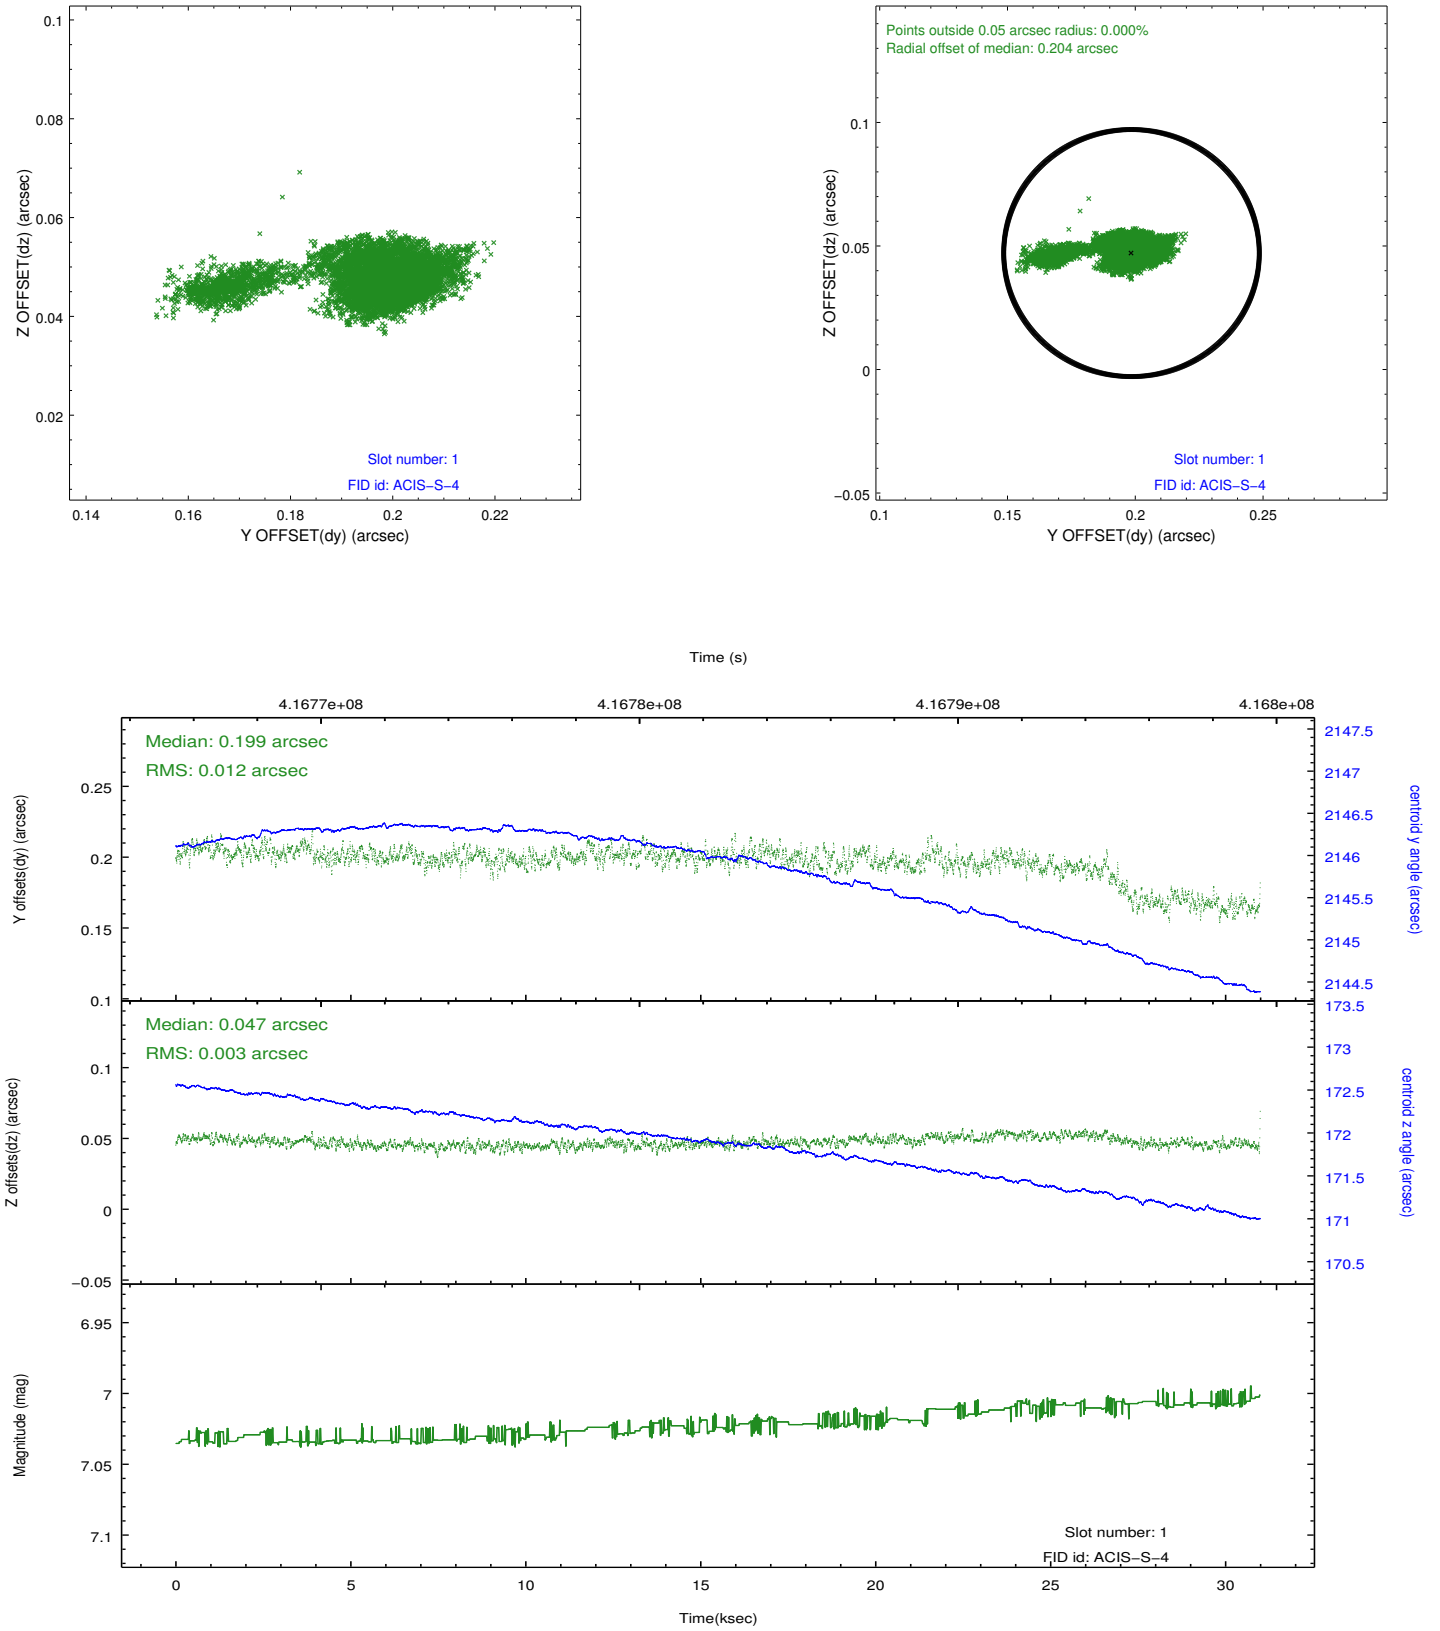 0.1
0.08
0.06
0.04
0.02
Z OFFSET(dz) (arcsec)
Slot number: 1
FID id: ACIS−S−4
0.14 0.16 0.18 0.2 0.22
Y OFFSET(dy) (arcsec)
Points outside 0.05 arcsec radius: 0.000%
Radial offset of median: 0.204 arcsec
0.1
0.05
0
−0.05
Z OFFSET(dz) (arcsec)
Slot number: 1
FID id: ACIS−S−4
0.1 0.15 0.2 0.25
Y OFFSET(dy) (arcsec)
Time (s)
4.1677e+08 4.1678e+08 4.1679e+08 4.168e+08
Median: 0.199 arcsec
RMS: 0.012 arcsec
0.25
0.2
0.15
0.1
Y offsets(dy) (arcsec)
2147.5
2147
2146.5
2146
2145.5
2145
2144.5
centroid y angle (arcsec)
Median: 0.047 arcsec
RMS: 0.003 arcsec
0.1
0.05
0
−0.05
Z offsets(dz) (arcsec)
173.5
173
172.5
172
171.5
171
170.5
centroid z angle (arcsec)
6.95
7
7.05
7.1
Magnitude (mag)
Slot number: 1
FID id: ACIS−S−4
0 5 10 15 20 25 30
Time(ksec)